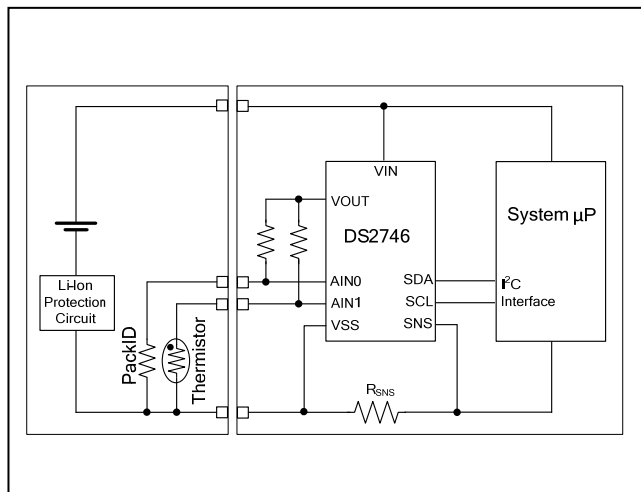 VIN
VOUT
DS2746
System µP
AIN0
AIN1
VSS
SDA
SCL
SNS
I²C
Interface
Li-Ion
Protection
Circuit
PackID
Thermistor
RSNS